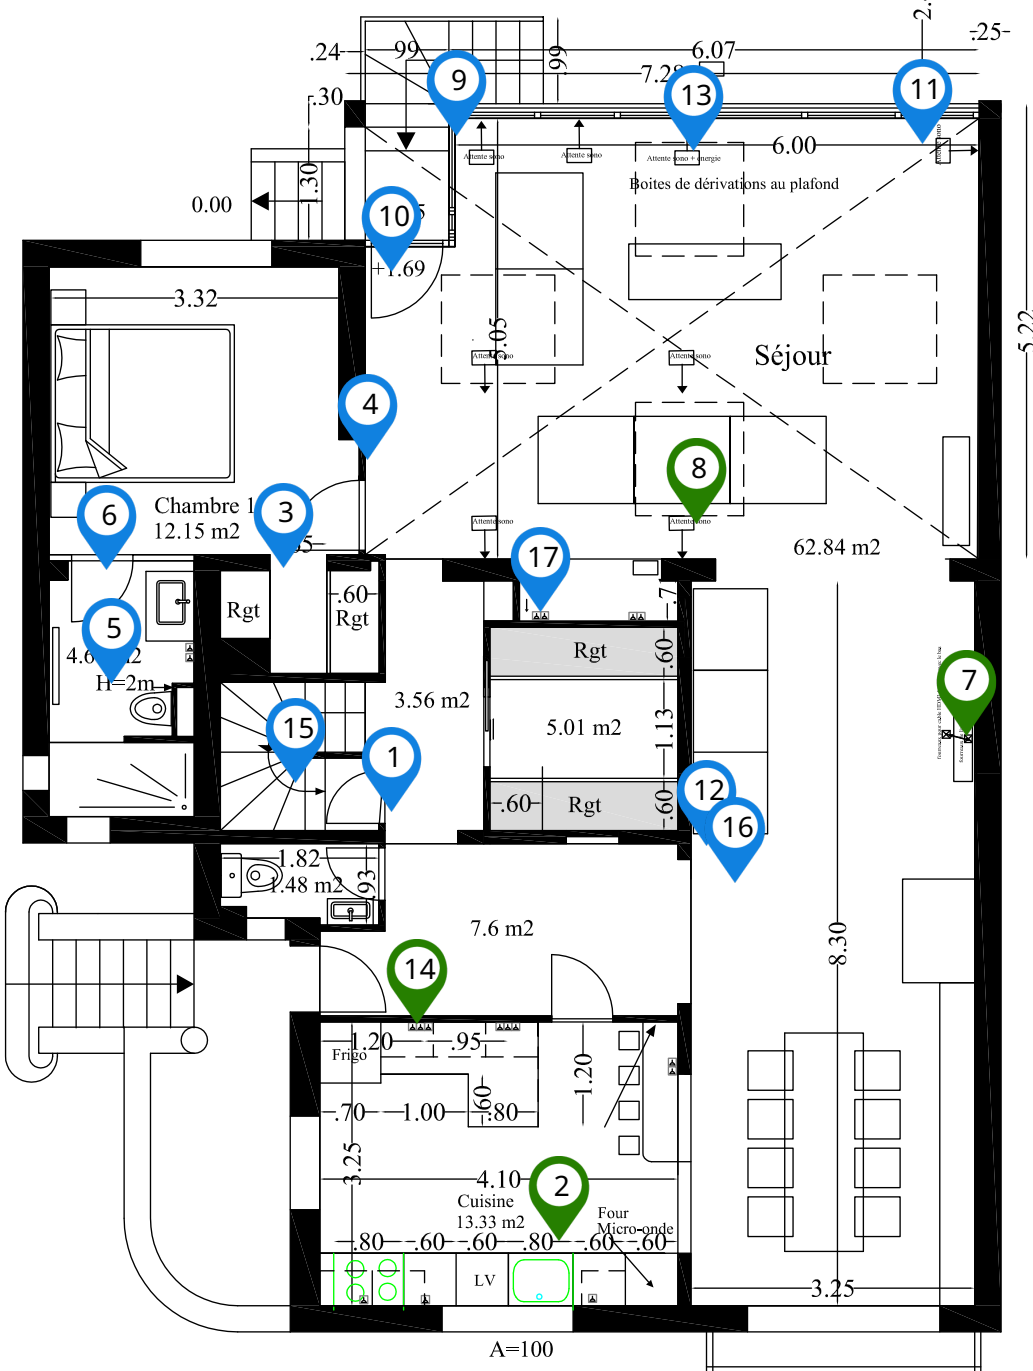 2.
-25-
.24
.99
.99
6.07
7.28
9
13
11
.30
6.00
Attente sono
Attente sono
Attente sono + énergie
Attente sono
Boites de dérivations au plafond
1.30
0.00
10
+1.69
3.32
5.05
5.22
Séjour
Attente sono
Attente sono
4
8
Chambre 1
12.15 m2
3
6
Attente sono
Attente sono
62.84 m2
17
Rgt
.60
Rgt
.71
5
H=2m
Rgt
.60
3.56 m2
5.01 m2
1.13
7
15
1
.60
Rgt
.60
12
16
1.82
1.48 m2
.93
7.6 m2
8.30
14
1.20
.95
Frigo
.60
1.20
.70
1.00
.80
3.25
4.10
2
Cuisine
13.33 m2
Four
Micro-onde
.80
.60
.60
.80
.60
.60
LV
3.25
A=100